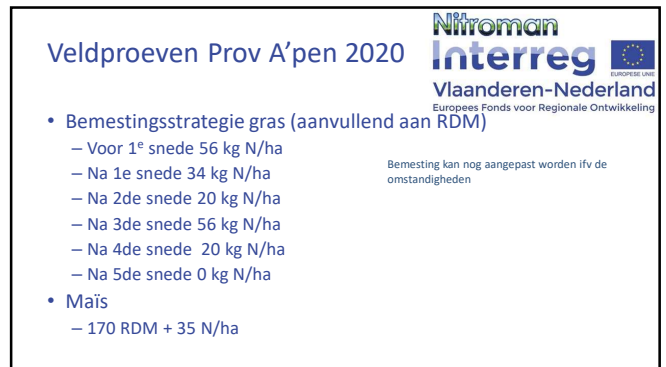 Veldproeven Prov A'pen 2020
Nitroman
Interreg
EUROPESE UNIE
Vlaanderen-Nederland
Europees Fonds voor Regionale Ontwikkeling
• Bemestingsstrategie gras (aanvullend aan RDM)
– Voor 1e snede 56 kg N/ha
– Na 1e snede 34 kg N/ha
– Na 2de snede 20 kg N/ha
– Na 3de snede 56 kg N/ha
– Na 4de snede 20 kg N/ha
– Na 5de snede 0 kg N/ha
Bemesting kan nog aangepast worden ifv de
omstandigheden
• Maïs
– 170 RDM + 35 N/ha